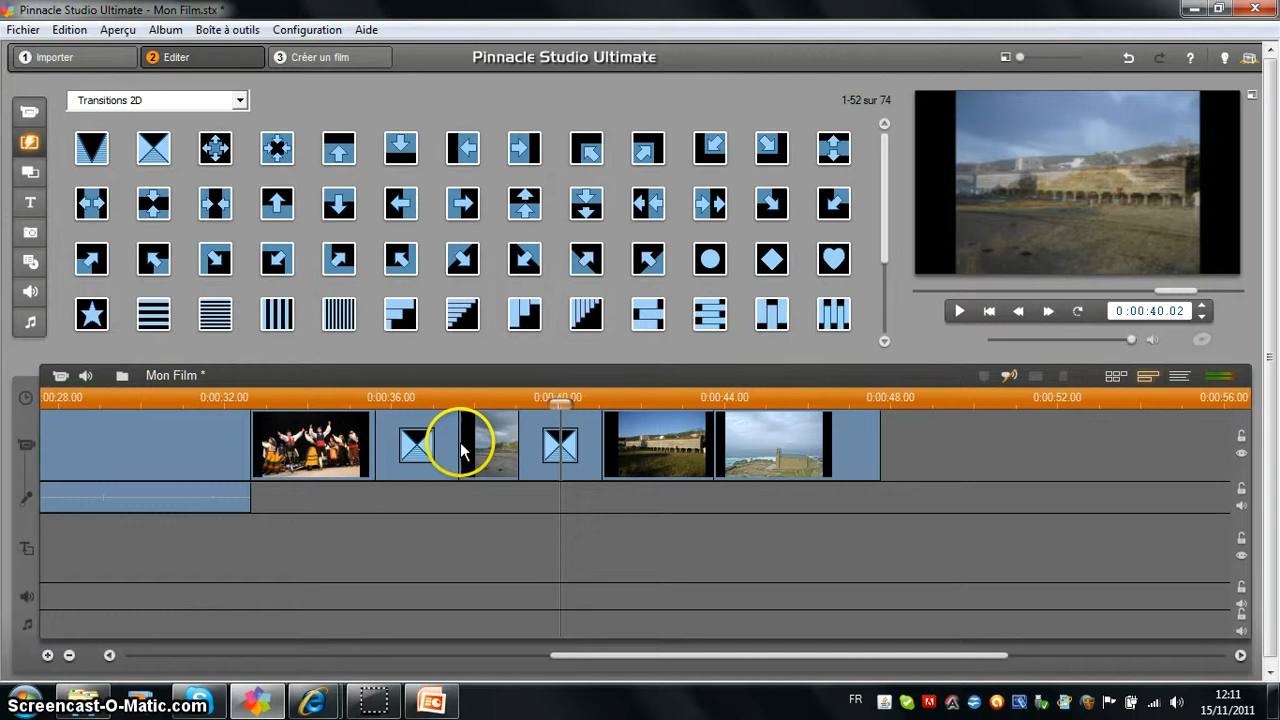 Pinnacle Studio Ultimate - Mon Film.stx *
Fichier Edition Aperçu Album Boîte à outils Configuration Aide
1 Importer 2 Editer 3 Créer un film Pinnacle Studio Ultimate ?
Transitions 2D 1-52 sur 74
T
0:00:40.02
Mon Film *
:00:28.00 0:00:32.00 0:00:36.00 0:00:40.00 0:00:44.00 0:00:48.00 0:00:52.00 0:00:56.00
FR 12:11
15/11/2011
Screencast-O-Matic.com